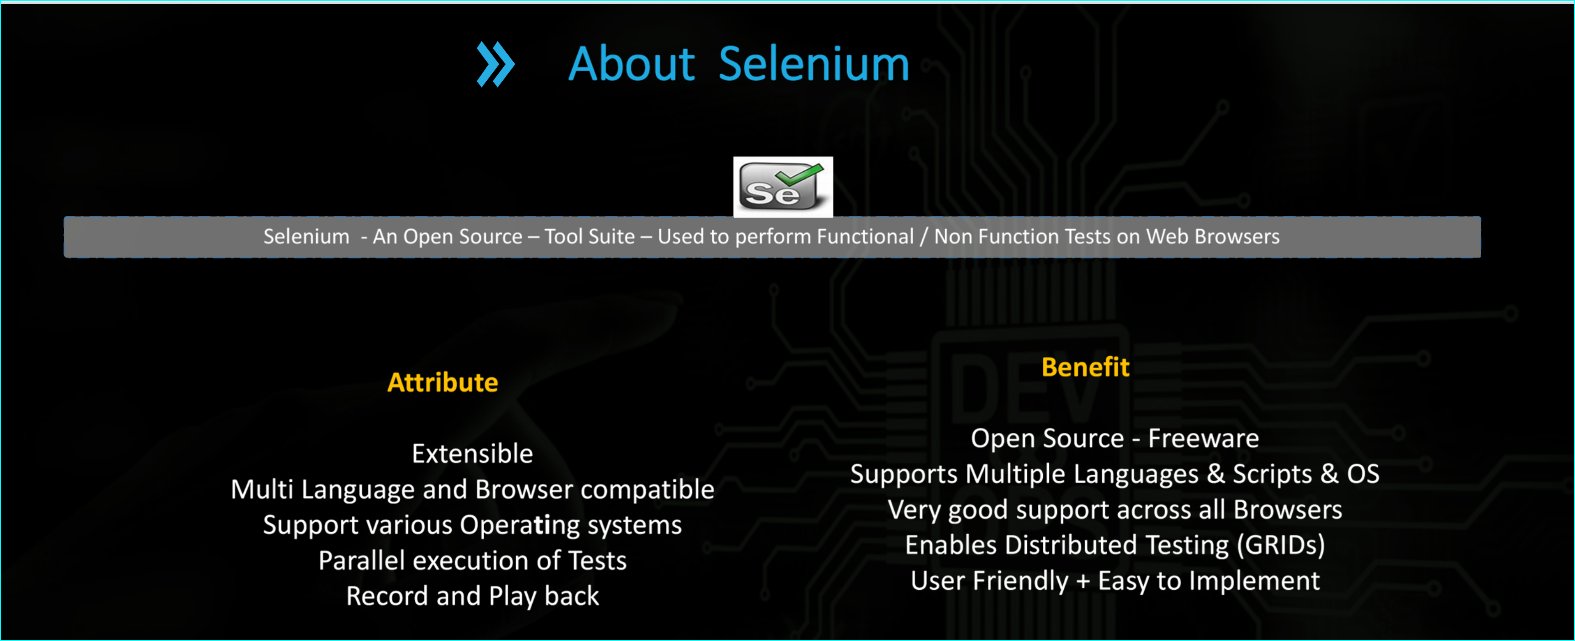 About Selenium
Se
Selenium - An Open Source – Tool Suite – Used to perform Functional / Non Function Tests on Web Browsers
Attribute
Extensible
Multi Language and Browser compatible
Support various Operating systems
Parallel execution of Tests
Record and Play back
Benefit
Open Source - Freeware
Supports Multiple Languages & Scripts & OS
Very good support across all Browsers
Enables Distributed Testing (GRIDs)
User Friendly + Easy to Implement
DEV
OPS